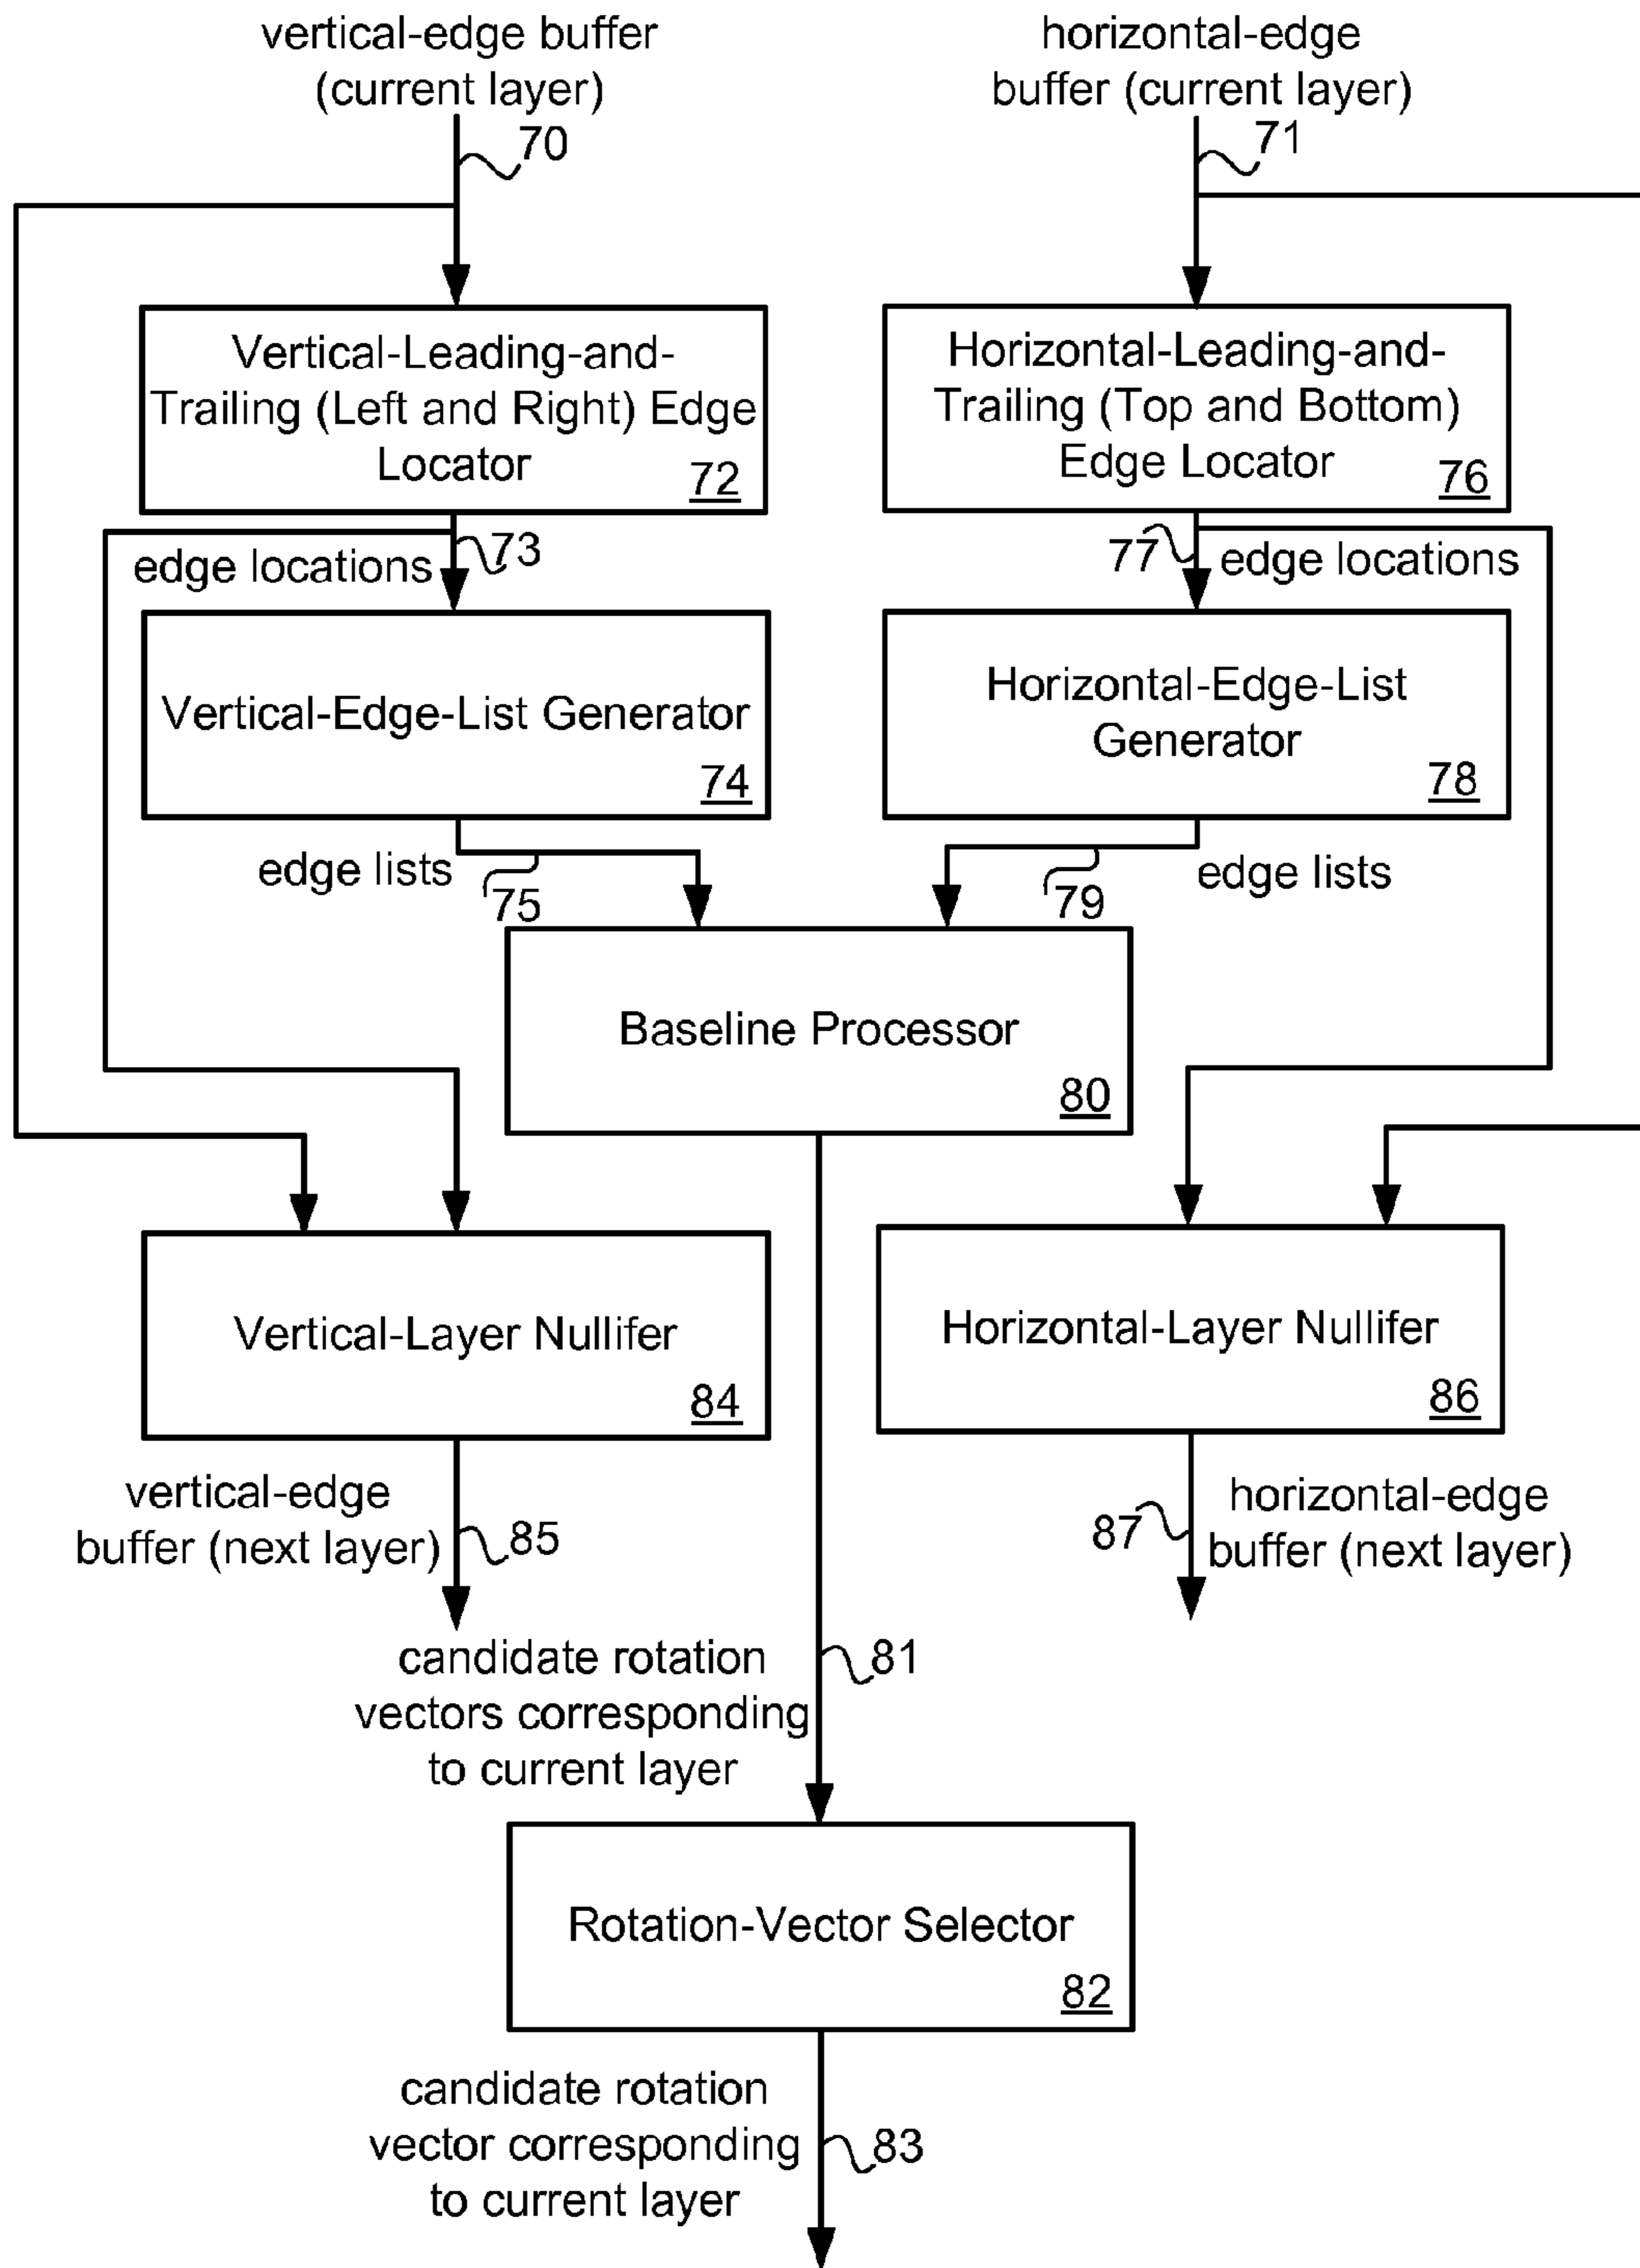 vertical-edge buffer
(current layer)
70
horizontal-edge
buffer (current layer)
71
Vertical-Leading-and-
Trailing (Left and Right) Edge
Locator
72
Horizontal-Leading-and-
Trailing (Top and Bottom)
Edge Locator
76
edge locations
73
77
edge locations
Vertical-Edge-List Generator
74
Horizontal-Edge-List
Generator
78
edge lists
75
79
edge lists
Baseline Processor
80
Vertical-Layer Nullifer
84
Horizontal-Layer Nullifer
86
vertical-edge
buffer (next layer)
85
87
horizontal-edge
buffer (next layer)
candidate rotation
vectors corresponding
to current layer
81
Rotation-Vector Selector
82
candidate rotation
vector corresponding
to current layer
83